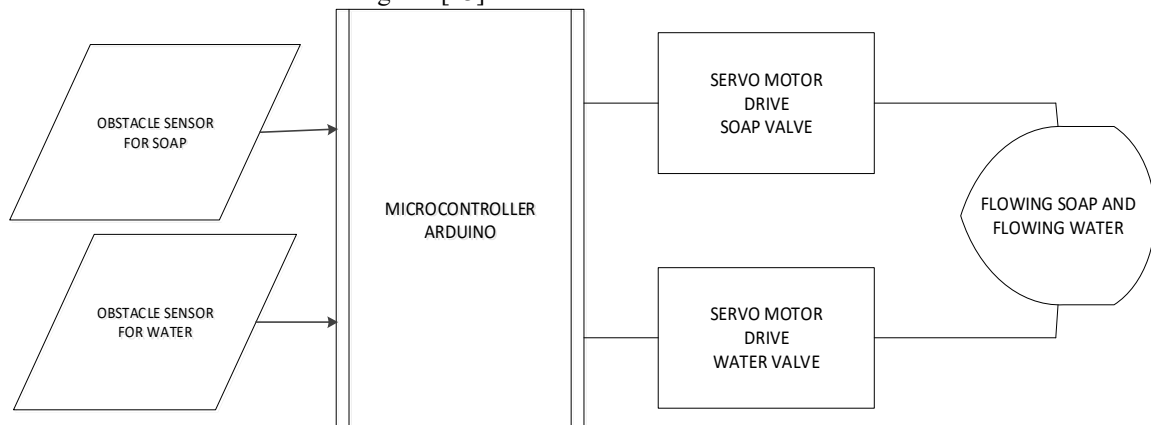 OBSTACLE SENSOR
FOR SOAP
OBSTACLE SENSOR
FOR WATER
MICROCONTROLLER
ARDUINO
SERVO MOTOR
DRIVE
SOAP VALVE
SERVO MOTOR
DRIVE
WATER VALVE
FLOWING SOAP AND
FLOWING WATER